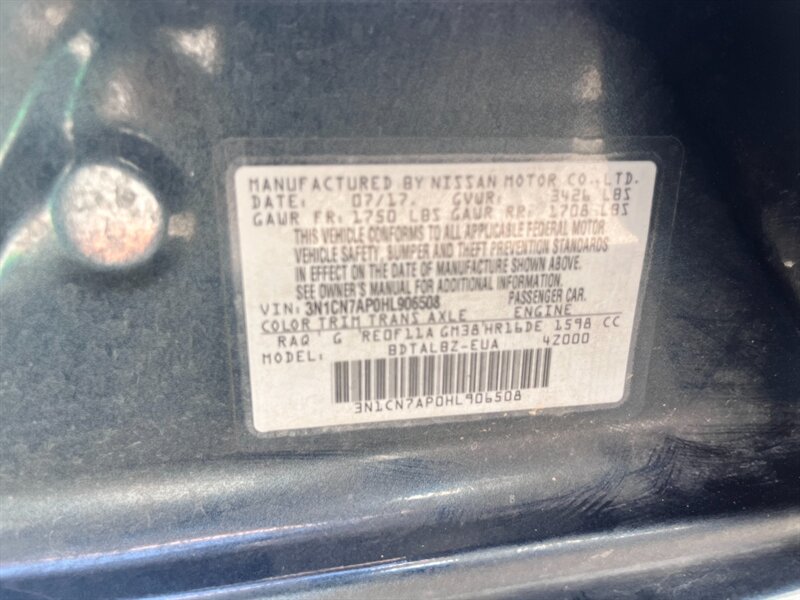 MANUFACTURED BY NISSAN MOTOR CO.,LTD.
DATE: 07/17. GVWR: 3426 LBS
GAWR FR: 1750 LBS GAWR RR: 1708 LBS
THIS VEHICLE CONFORMS TO ALL APPLICABLE FEDERAL MOTOR
VEHICLE SAFETY, BUMPER AND THEFT PREVENTION STANDARDS
IN EFFECT ON THE DATE OF MANUFACTURE SHOWN ABOVE.
SEE OWNER'S MANUAL FOR ADDITIONAL INFORMATION.
VIN: 3N1CN7AP0HL906508 PASSENGER CAR.
COLOR TRIM TRANS AXLE ENGINE
RAQ G RE0F11A GM38 HR16DE 1598 CC
MODEL: BDTALBZ-EUA 4Z000
3N1CN7AP0HL906508